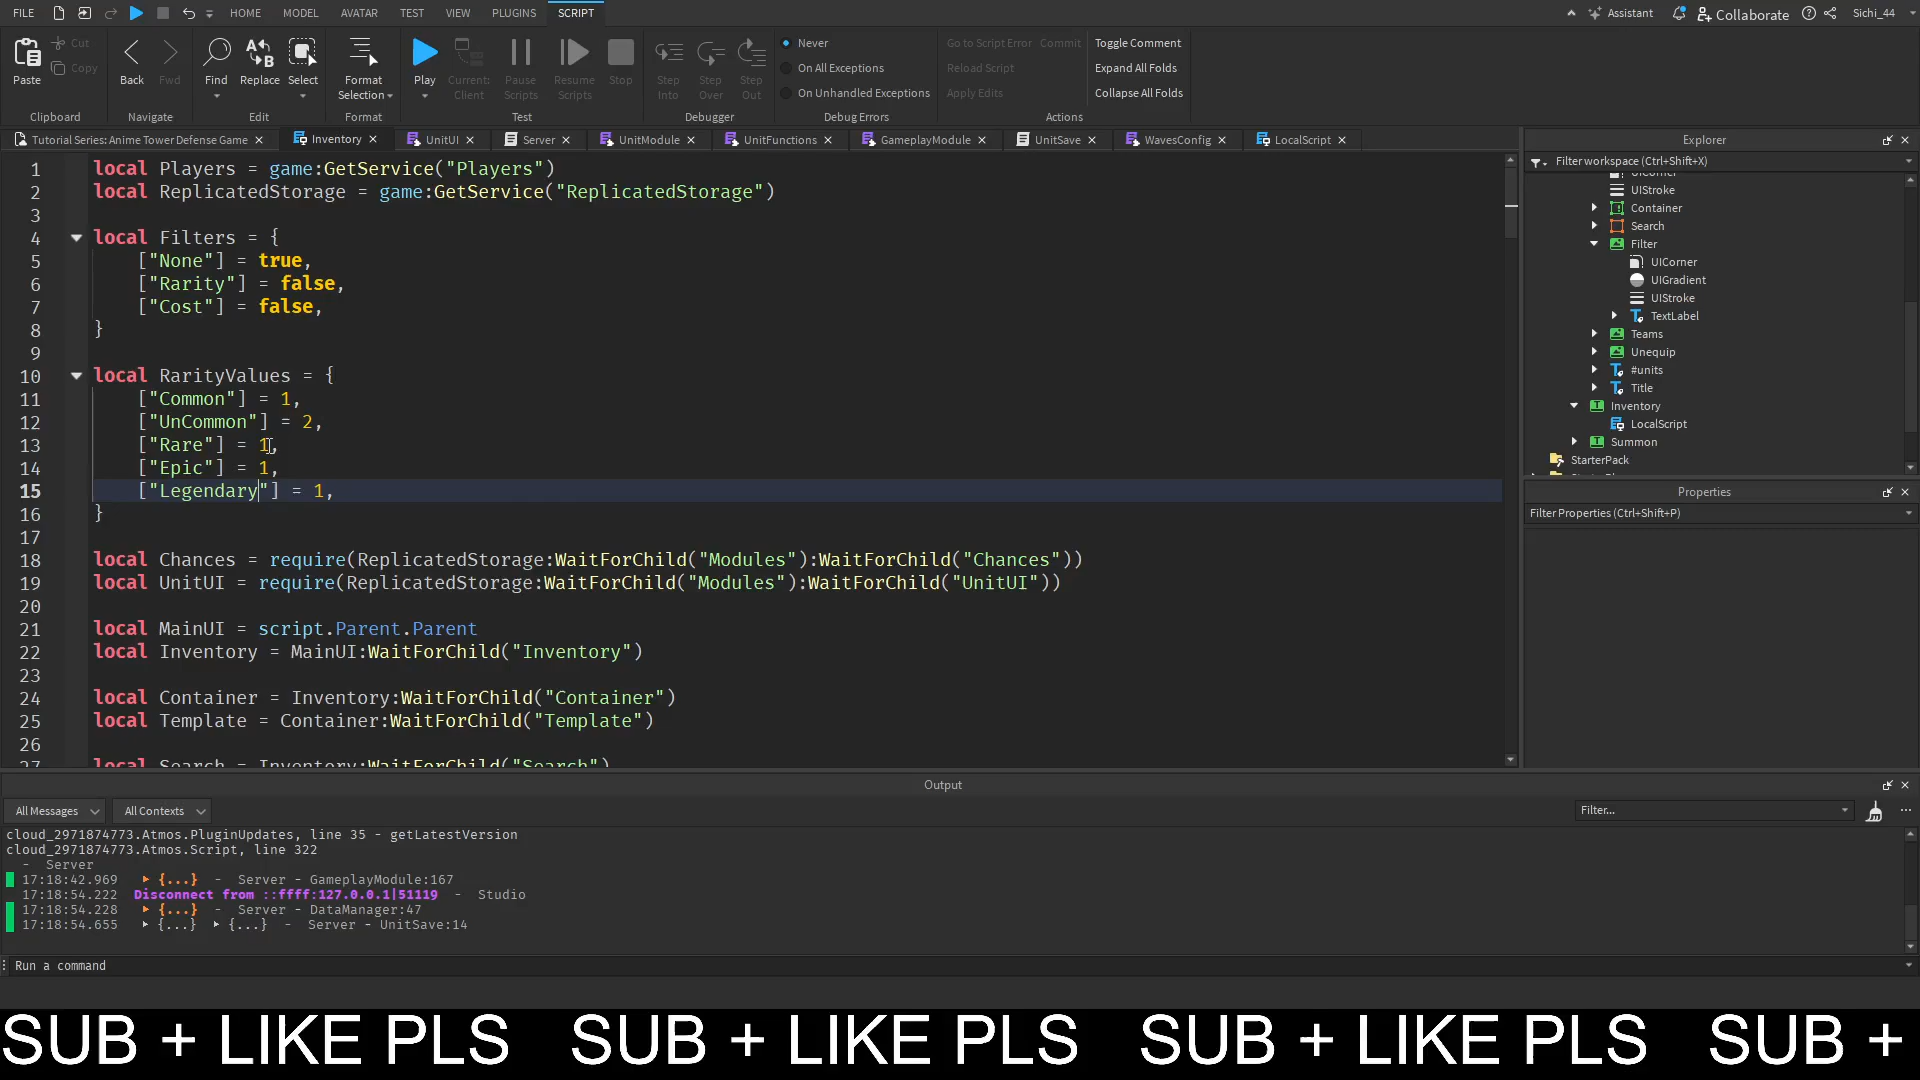 FILE HOME MODEL AVATAR TEST VIEW PLUGINS SCRIPT Assistant Collaborate Sichi_44
Paste Cut Copy Back Fwd Find Replace Select Format Selection Play Current: Client Pause Scripts Resume Scripts Stop Step Into Step Over Step Out
Never Go to Script Error Commit Toggle Comment
On All Exceptions Reload Script Expand All Folds
On Unhandled Exceptions Apply Edits Collapse All Folds
Clipboard Navigate Edit Format Test Debugger Debug Errors Actions
Tutorial Series: Anime Tower Defense Game Inventory UnitUI Server UnitModule UnitFunctions GameplayModule UnitSave WavesConfig LocalScript
1 local Players = game:GetService("Players")
2 local ReplicatedStorage = game:GetService("ReplicatedStorage")
3
4 local Filters = {
5 ["None"] = true,
6 ["Rarity"] = false,
7 ["Cost"] = false,
8 }
9
10 local RarityValues = {
11 ["Common"] = 1,
12 ["UnCommon"] = 2,
13 ["Rare"] = 1,
14 ["Epic"] = 1,
15 ["Legendary"] = 1,
16 }
17
18 local Chances = require(ReplicatedStorage:WaitForChild("Modules"):WaitForChild("Chances"))
19 local UnitUI = require(ReplicatedStorage:WaitForChild("Modules"):WaitForChild("UnitUI"))
20
21 local MainUI = script.Parent.Parent
22 local Inventory = MainUI:WaitForChild("Inventory")
23
24 local Container = Inventory:WaitForChild("Container")
25 local Template = Container:WaitForChild("Template")
26
27 local Search = Inventory:WaitForChild("Search")
Explorer
Filter workspace (Ctrl+Shift+X)
UICorner
UIStroke
Container
Search
Filter
UICorner
UIGradient
UIStroke
TextLabel
Teams
Unequip
#units
Title
Inventory
LocalScript
Summon
StarterPack
Properties
Filter Properties (Ctrl+Shift+P)
Output
All Messages All Contexts Filter...
cloud_2971874773.Atmos.PluginUpdates, line 35 - getLatestVersion
cloud_2971874773.Atmos.Script, line 322
- Server
17:18:42.969 {...} - Server - GameplayModule:167
17:18:54.222 Disconnect from ::ffff:127.0.0.1|51119 - Studio
17:18:54.228 {...} - Server - DataManager:47
17:18:54.655 {...} {...} - Server - UnitSave:14
Run a command
SUB + LIKE PLS SUB + LIKE PLS SUB + LIKE PLS SUB +